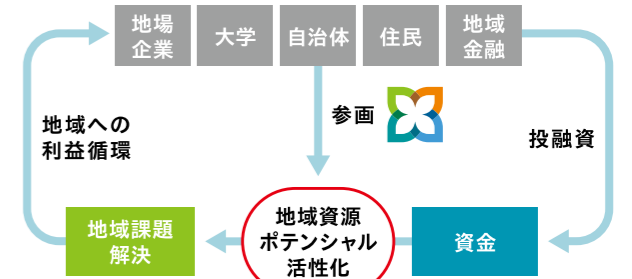 地場
企業
大学
自治体
住民
地域
金融
地域への
利益循環
参画
投融資
地域課題
解決
地域資源
ポテンシャル
活性化
資金